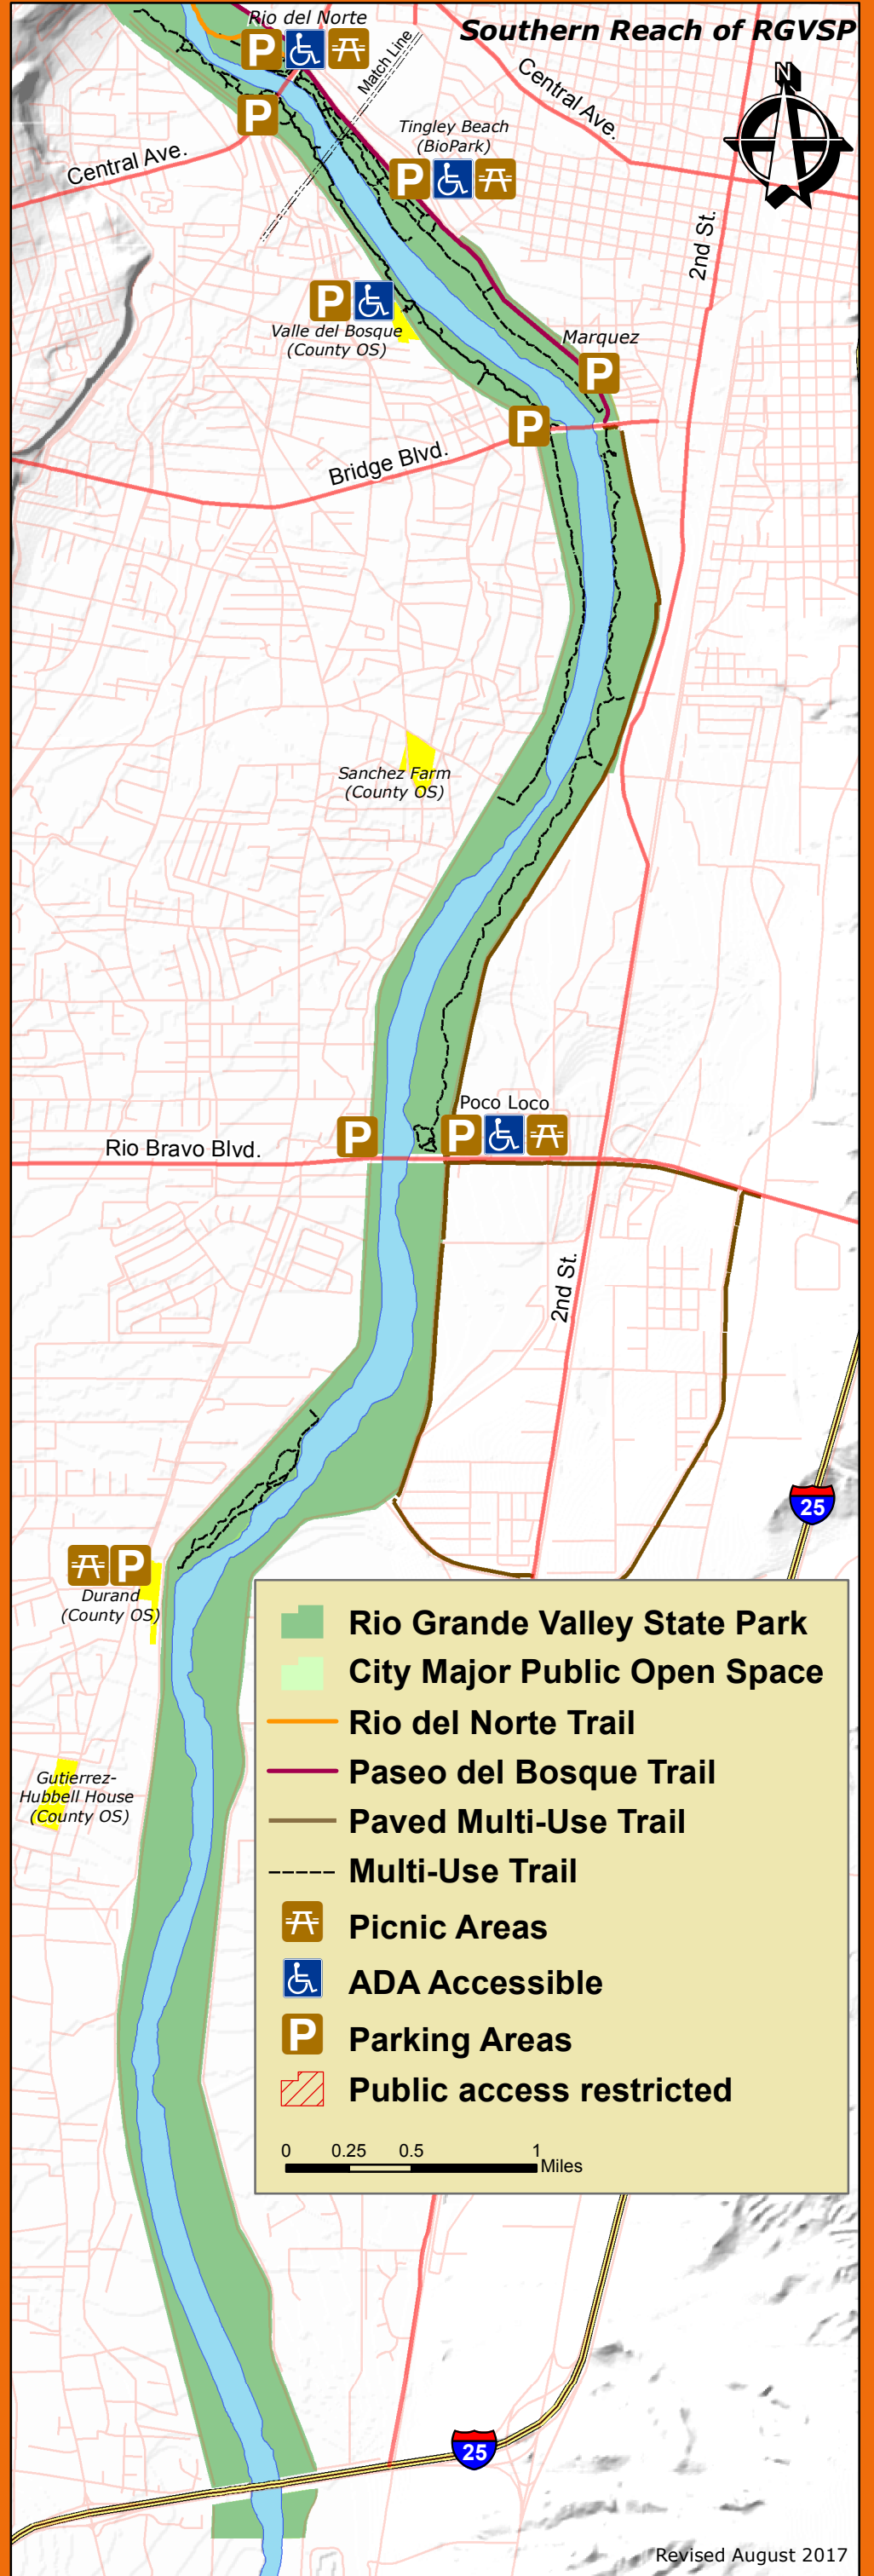 Southern Reach of RGVSP
Rio del Norte
P
Match Line
Central Ave.
N
P
Tingley Beach
(BioPark)
Central Ave.
P
2nd St.
P
Valle del Bosque
(County OS)
Marquez
P
P
Bridge Blvd.
Sanchez Farm
(County OS)
Poco Loco
P
P
Rio Bravo Blvd.
2nd St.
25
P
Durand
(County OS)
Rio Grande Valley State Park
City Major Public Open Space
Rio del Norte Trail
Paseo del Bosque Trail
Gutierrez-
Hubbell House
(County OS)
Paved Multi-Use Trail
Multi-Use Trail
Picnic Areas
ADA Accessible
P Parking Areas
Public access restricted
0 0.25 0.5 1
Miles
25
Revised August 2017